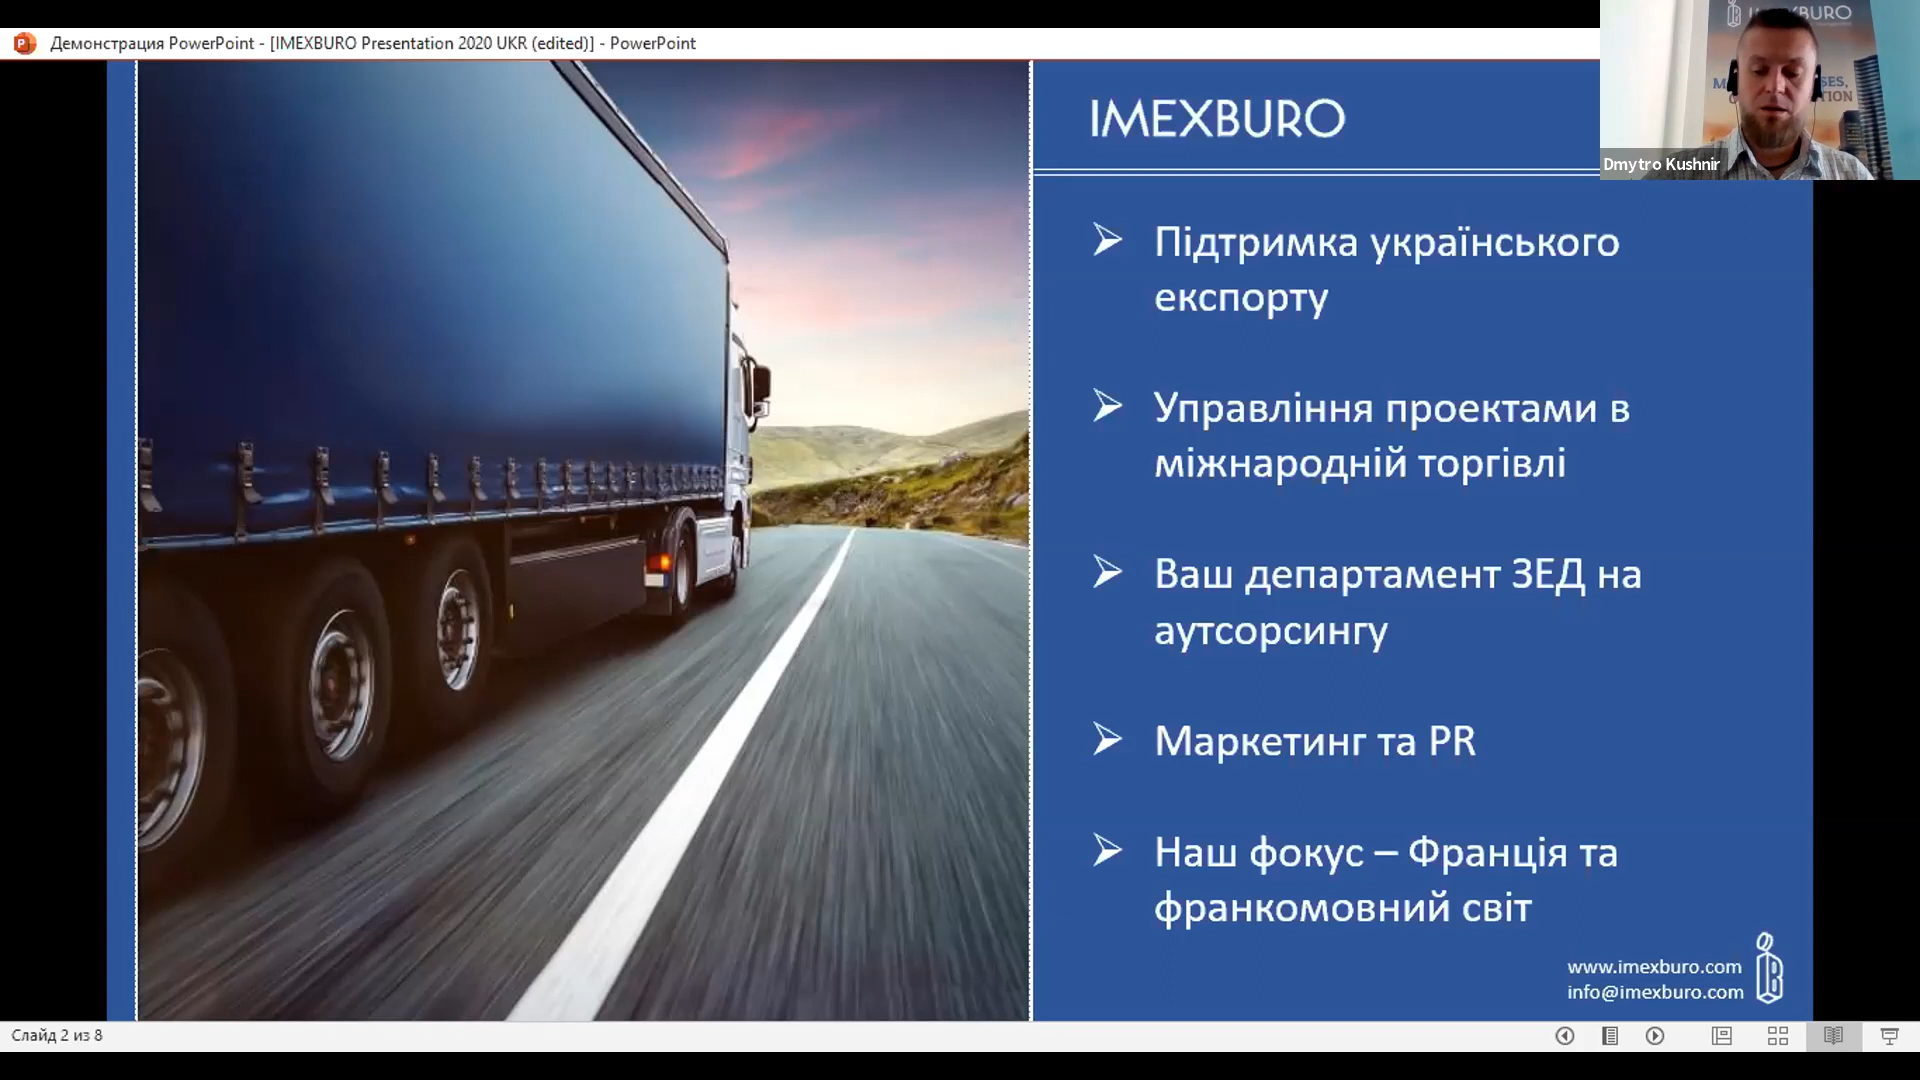 Демонстрация PowerPoint - [IMEXBURO Presentation 2020 UKR (edited)] - PowerPoint
Dmytro Kushnir
IMEXBURO
Підтримка українського
експорту
Управління проектами в
міжнародній торгівлі
Ваш департамент ЗЕД на
аутсорсингу
Маркетинг та PR
Наш фокус – Франція та
франкомовний світ
www.imexburo.com
info@imexburo.com
Слайд 2 из 8